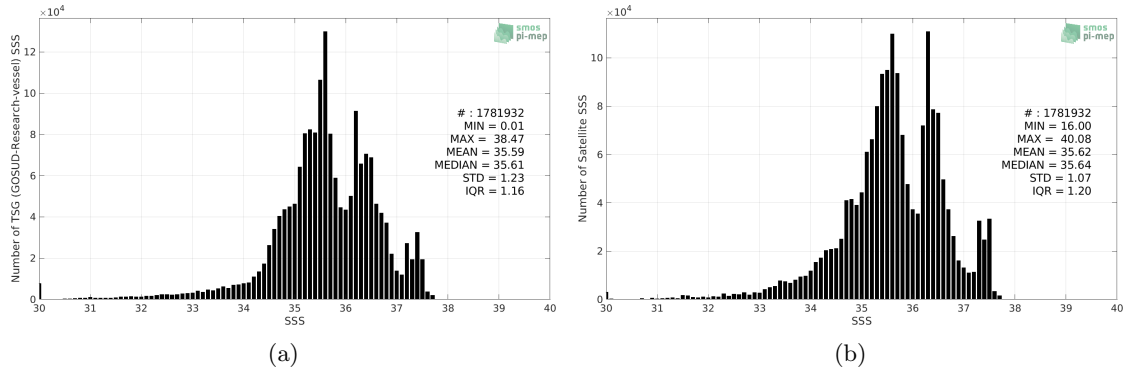 ×10^4
smos
pi-mep
Number of TSG (GOSUD-Research-vessel) SSS
12
10
8
6
4
2
0
# : 1781932
MIN = 0.01
MAX = 38.47
MEAN = 35.59
MEDIAN = 35.61
STD = 1.23
IQR = 1.16
30 31 32 33 34 35 36 37 38 39 40
SSS
(a)
×10^4
smos
pi-mep
Number of Satellite SSS
10
8
6
4
2
0
# : 1781932
MIN = 16.00
MAX = 40.08
MEAN = 35.62
MEDIAN = 35.64
STD = 1.07
IQR = 1.20
30 31 32 33 34 35 36 37 38 39 40
SSS
(b)